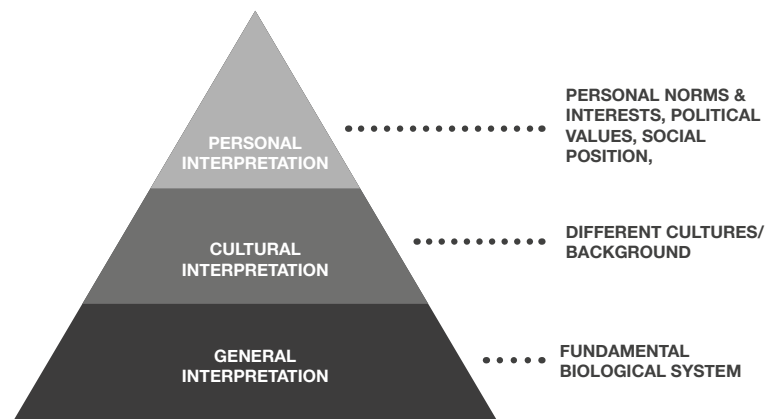 PERSONAL
INTERPRETATION
PERSONAL NORMS &
INTERESTS, POLITICAL
VALUES, SOCIAL
POSITION,
CULTURAL
INTERPRETATION
DIFFERENT CULTURES/
BACKGROUND
GENERAL
INTERPRETATION
FUNDAMENTAL
BIOLOGICAL SYSTEM